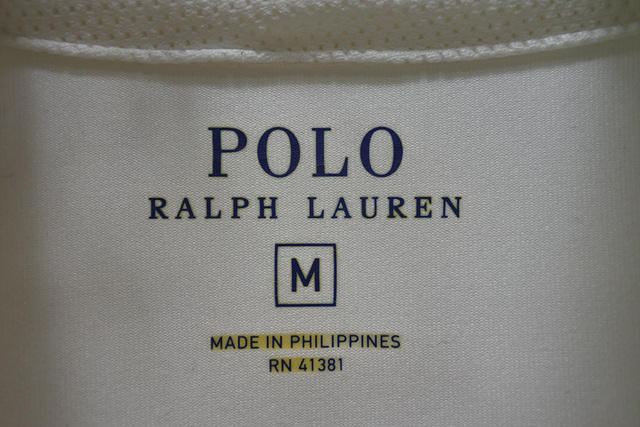 POLO
RALPH LAUREN
M
MADE IN PHILIPPINES
RN 41381